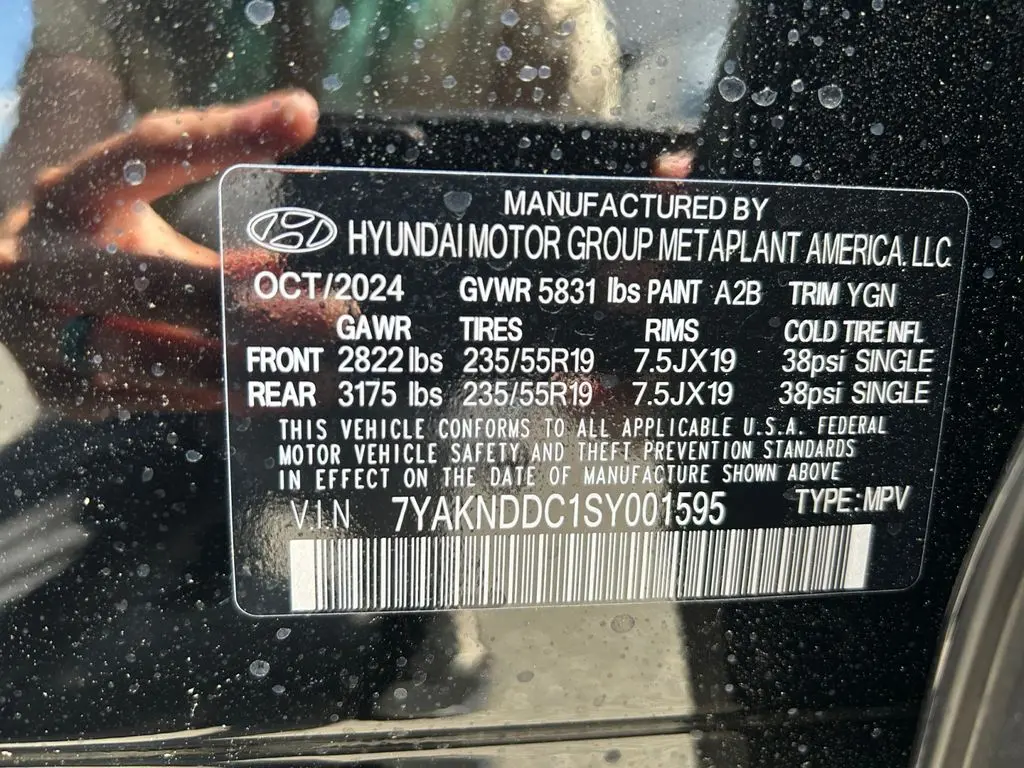 MANUFACTURED BY
HYUNDAI MOTOR GROUP METAPLANT AMERICA, LLC
OCT/2024 GVWR 5831 lbs PAINT A2B TRIM YGN
GAWR TIRES RIMS COLD TIRE INFL
FRONT 2822 lbs 235/55R19 7.5JX19 38psi SINGLE
REAR 3175 lbs 235/55R19 7.5JX19 38psi SINGLE
THIS VEHICLE CONFORMS TO ALL APPLICABLE U.S.A. FEDERAL
MOTOR VEHICLE SAFETY AND THEFT PREVENTION STANDARDS
IN EFFECT ON THE DATE OF MANUFACTURE SHOWN ABOVE
VIN 7YAKNDDC1SY001595 TYPE: MPV